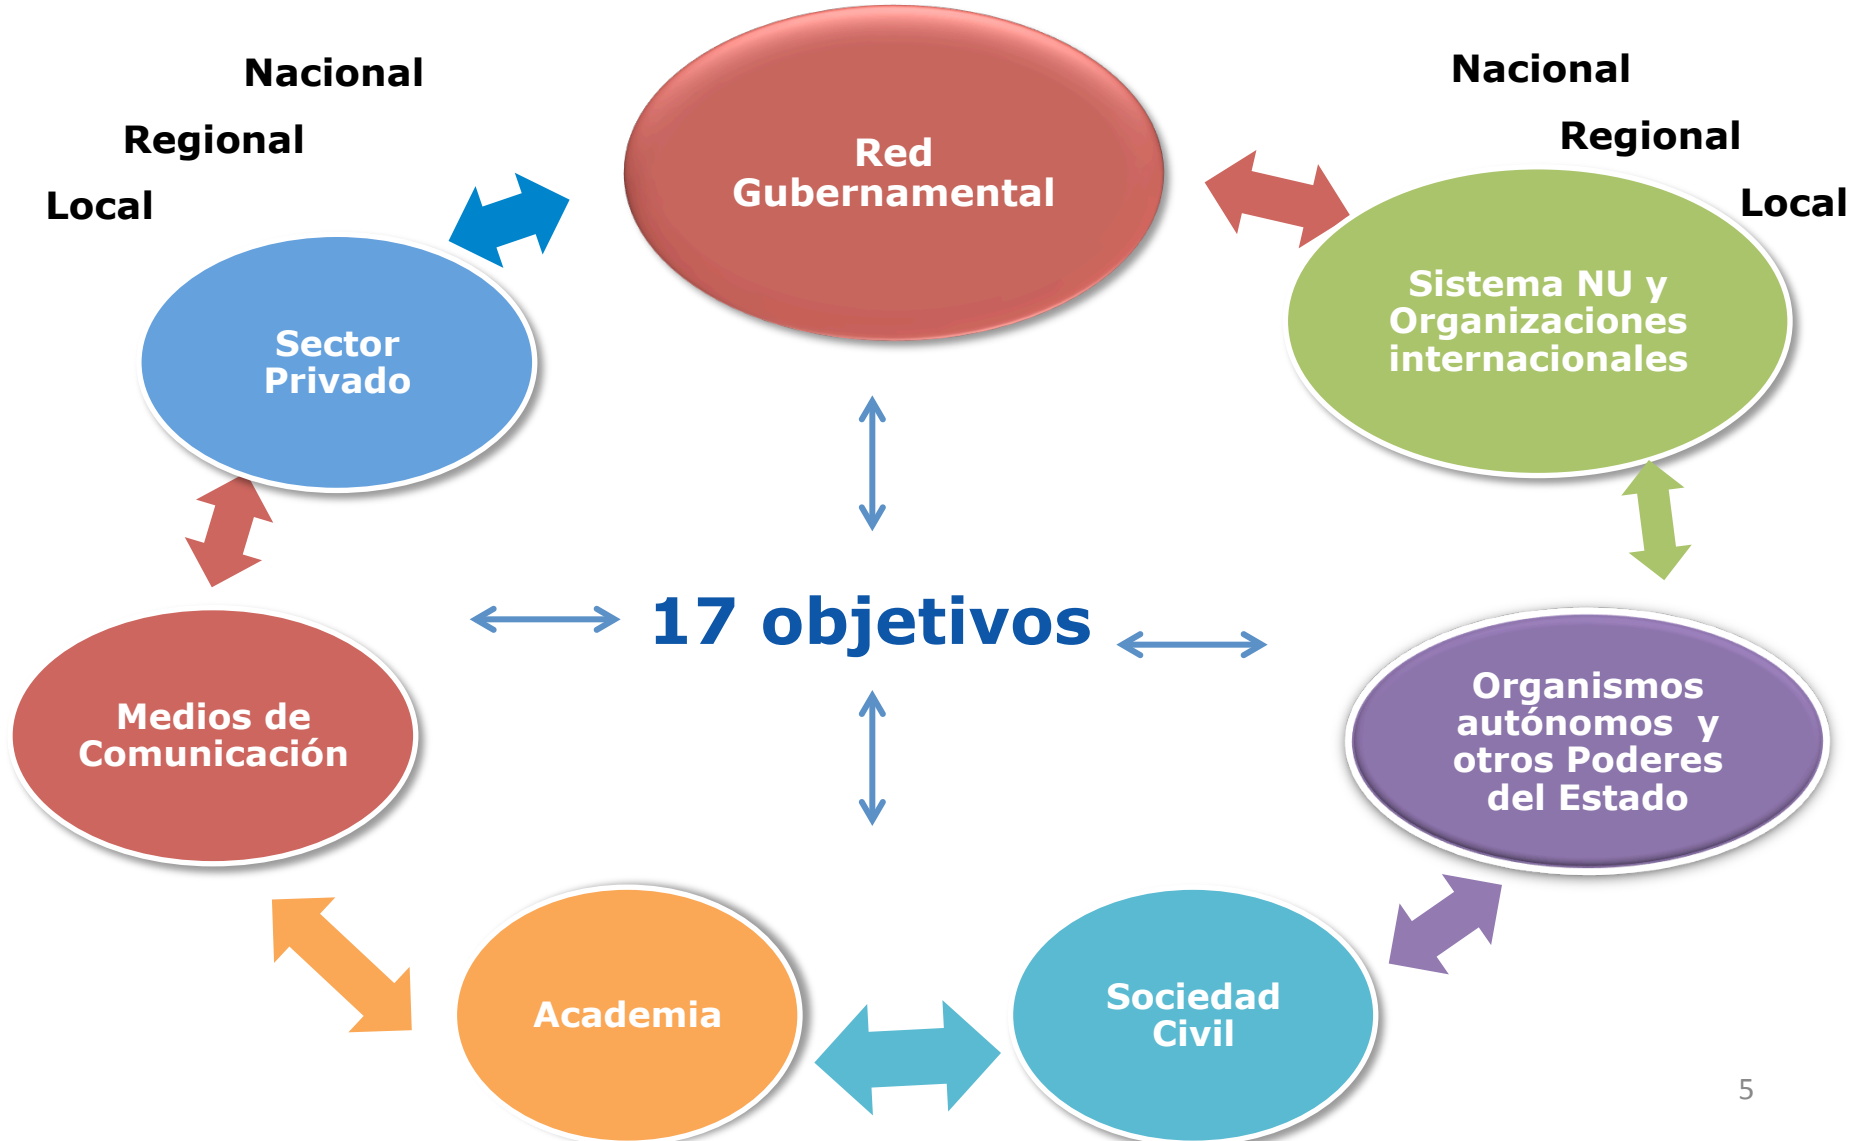 Nacional
Regional
Local
Red
Gubernamental
Nacional
Regional
Local
Sector
Privado
Sistema NU y
Organizaciones
internacionales
17 objetivos
Medios de
Comunicación
Organismos
autónomos y
otros Poderes
del Estado
Academia
Sociedad
Civil
5